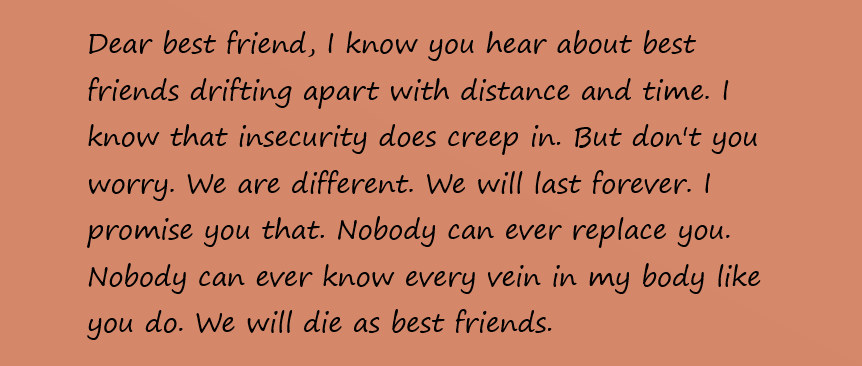 Dear best friend, I know you hear about best
friends drifting apart with distance and time. I
know that insecurity does creep in. But don't you
worry. We are different. We will last forever. I
promise you that. Nobody can ever replace you.
Nobody can ever know every vein in my body like
you do. We will die as best friends.